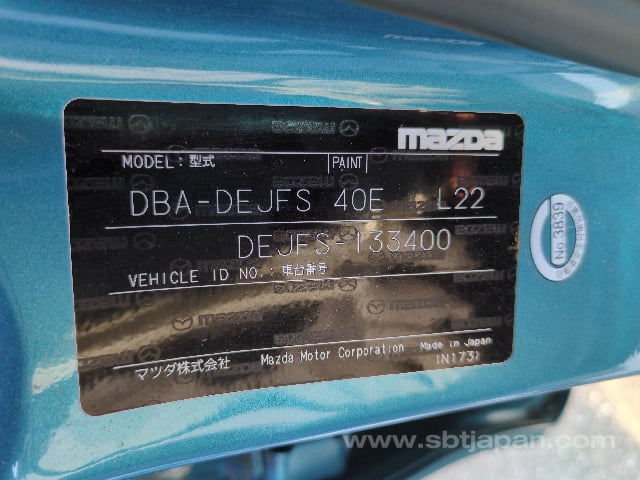 mazda
MODEL: 型式 PAINT
DBA-DEJFS 40E L22
DEJFS-133400
VEHICLE ID NO.: 車台番号
マツダ株式会社 Mazda Motor Corporation Made in Japan
1N1731
No.3839
www.sbtjapan.com/